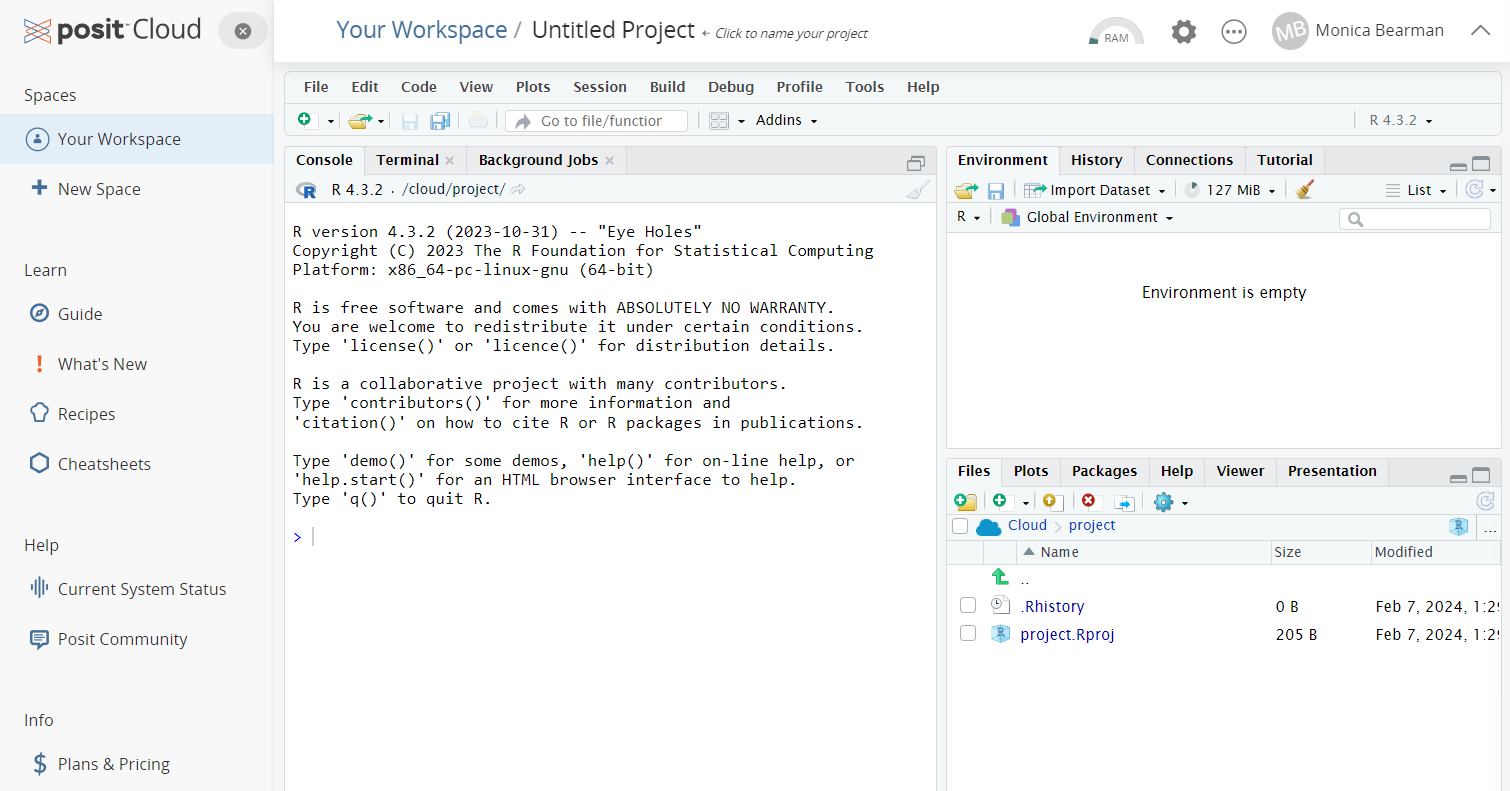 posit Cloud
Your Workspace / Untitled Project ← Click to name your project
RAM
MB Monica Bearman
Spaces
Your Workspace
New Space
Learn
Guide
What's New
Recipes
Cheatsheets
Help
Current System Status
Posit Community
Info
Plans & Pricing
File Edit Code View Plots Session Build Debug Profile Tools Help
Go to file/function Addins R 4.3.2
Console Terminal Background Jobs
R 4.3.2 · /cloud/project/
R version 4.3.2 (2023-10-31) -- "Eye Holes"
Copyright (C) 2023 The R Foundation for Statistical Computing
Platform: x86_64-pc-linux-gnu (64-bit)
R is free software and comes with ABSOLUTELY NO WARRANTY.
You are welcome to redistribute it under certain conditions.
Type 'license()' or 'licence()' for distribution details.
R is a collaborative project with many contributors.
Type 'contributors()' for more information and
'citation()' on how to cite R or R packages in publications.
Type 'demo()' for some demos, 'help()' for on-line help, or
'help.start()' for an HTML browser interface to help.
Type 'q()' to quit R.
>
Environment History Connections Tutorial
Import Dataset 127 MiB List
R Global Environment
Environment is empty
Files Plots Packages Help Viewer Presentation
Cloud > project R ...
Name Size Modified
..
.Rhistory 0 B Feb 7, 2024, 1:29
project.Rproj 205 B Feb 7, 2024, 1:29